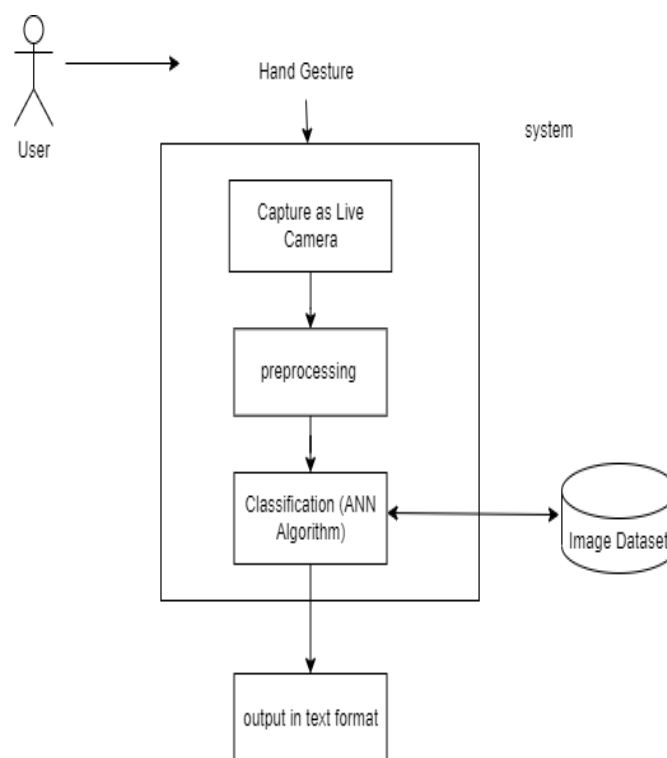 Hand Gesture
User
system
Capture as Live
Camera
preprocessing
Classification (ANN
Algorithm)
Image Dataset
output in text format